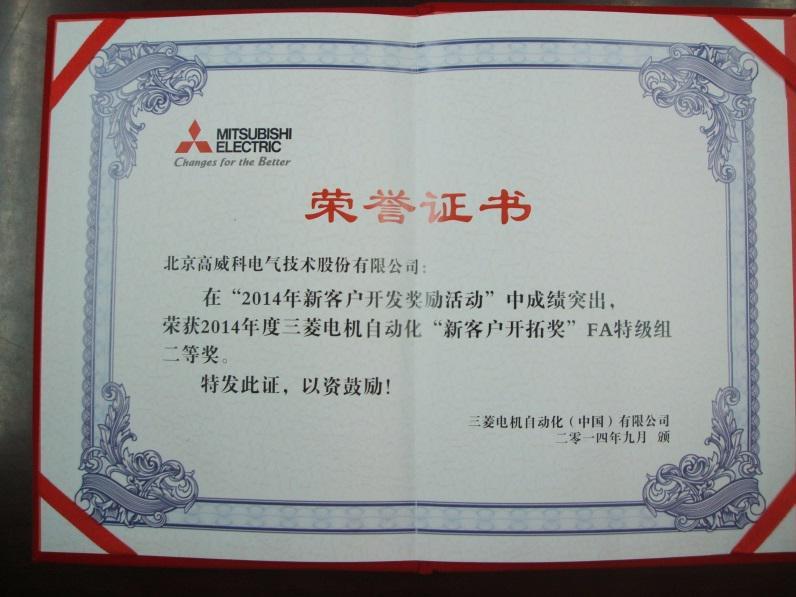 MITSUBISHI
ELECTRIC
Changes for the Better
荣誉证书
北京高威科电气技术股份有限公司：
在“2014年新客户开发奖励活动”中成绩突出，
荣获2014年度三菱电机自动化“新客户开拓奖”FA特级组
二等奖。
特发此证，以资鼓励！
三菱电机自动化（中国）有限公司
二零一四年九月 颁